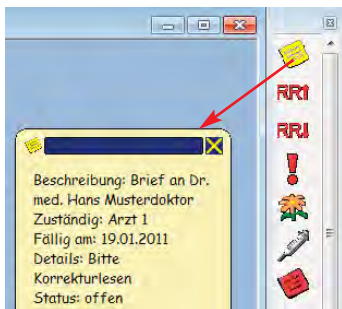 RR↑
RR↓
Beschreibung: Brief an Dr.
med. Hans Musterdoktor
Zuständig: Arzt 1
Fällig am: 19.01.2011
Details: Bitte
Korrekturlesen
Status: offen